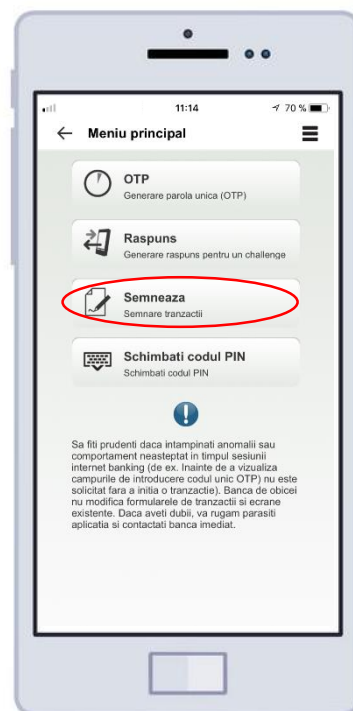 11:14
70 %
Meniu principal
OTP
Generare parola unica (OTP)
Raspuns
Generare raspuns pentru un challenge
Semneaza
Semnare tranzactii
Schimbati codul PIN
Schimbati codul PIN
Sa fiti prudenti daca intampinati anomalii sau
comportament neasteptat in timpul sesiunii
internet banking (de ex. Inainte de a vizualiza
campurile de introducere codul unic OTP) nu este
solicitat fara a initia o tranzactie). Banca de obicei
nu modifica formularele de tranzactii si ecrane
existente. Daca aveti dubii, va rugam parasiti
aplicatia si contactati banca imediat.